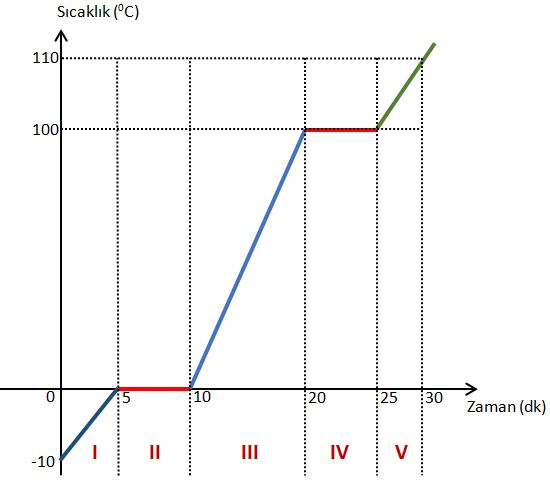 Sıcaklık (⁰C)
110
100
0
5
10
20
25
30
Zaman (dk)
I
II
III
IV
V
-10